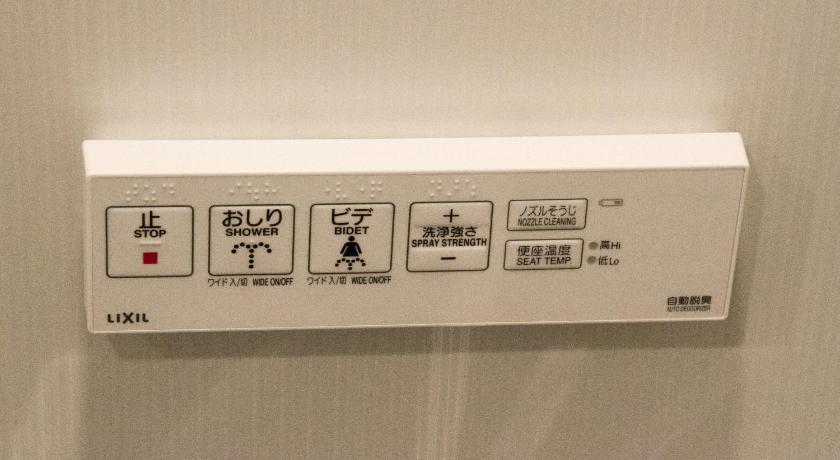 止
STOP
おしり
SHOWER
ワイド 入/切 WIDE ON/OFF
ビデ
BIDET
ワイド 入/切 WIDE ON/OFF
+
洗浄強さ
SPRAY STRENGTH
−
ノズルそうじ
NOZZLE CLEANING
便座温度
SEAT TEMP.
高Hi
低Lo
LIXIL
自動脱臭
AUTO DEODORIZER